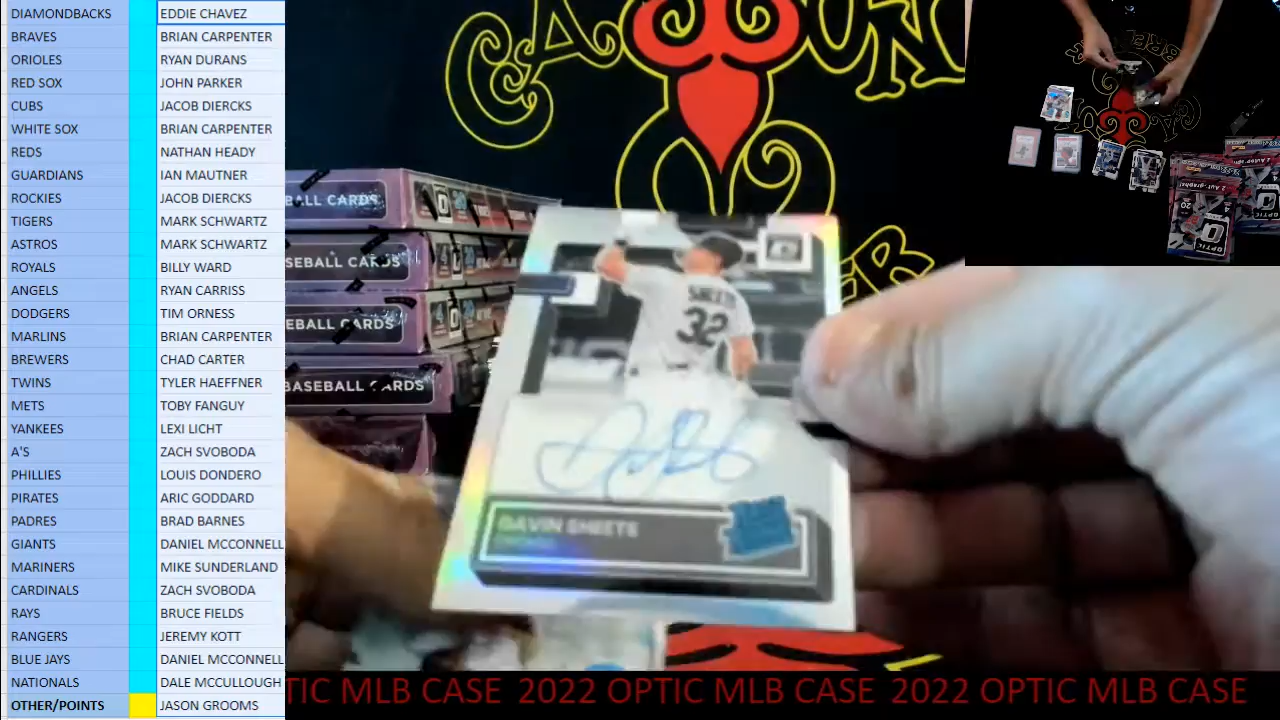 DIAMONDBACKS EDDIE CHAVEZ
BRAVES BRIAN CARPENTER
ORIOLES RYAN DURANS
RED SOX JOHN PARKER
CUBS JACOB DIERCKS
WHITE SOX BRIAN CARPENTER
REDS NATHAN HEADY
GUARDIANS IAN MAUTNER
ROCKIES JACOB DIERCKS
TIGERS MARK SCHWARTZ
ASTROS MARK SCHWARTZ
ROYALS BILLY WARD
ANGELS RYAN CARRISS
DODGERS TIM ORNESS
MARLINS BRIAN CARPENTER
BREWERS CHAD CARTER
TWINS TYLER HAEFFNER
METS TOBY FANGUY
YANKEES LEXI LICHT
A'S ZACH SVOBODA
PHILLIES LOUIS DONDERO
PIRATES ARIC GODDARD
PADRES BRAD BARNES
GIANTS DANIEL MCCONNELL
MARINERS MIKE SUNDERLAND
CARDINALS ZACH SVOBODA
RAYS BRUCE FIELDS
RANGERS JEREMY KOTT
BLUE JAYS DANIEL MCCONNELL
NATIONALS DALE MCCULLOUGH
OTHER/POINTS JASON GROOMS
BALL CARDS
SEBALL CARDS
EBALL CARDS
BASEBALL CARDS
SHEETS
32
GAVIN SHEETS
OPTIC
20
TIC MLB CASE 2022 OPTIC MLB CASE 2022 OPTIC MLB CASE